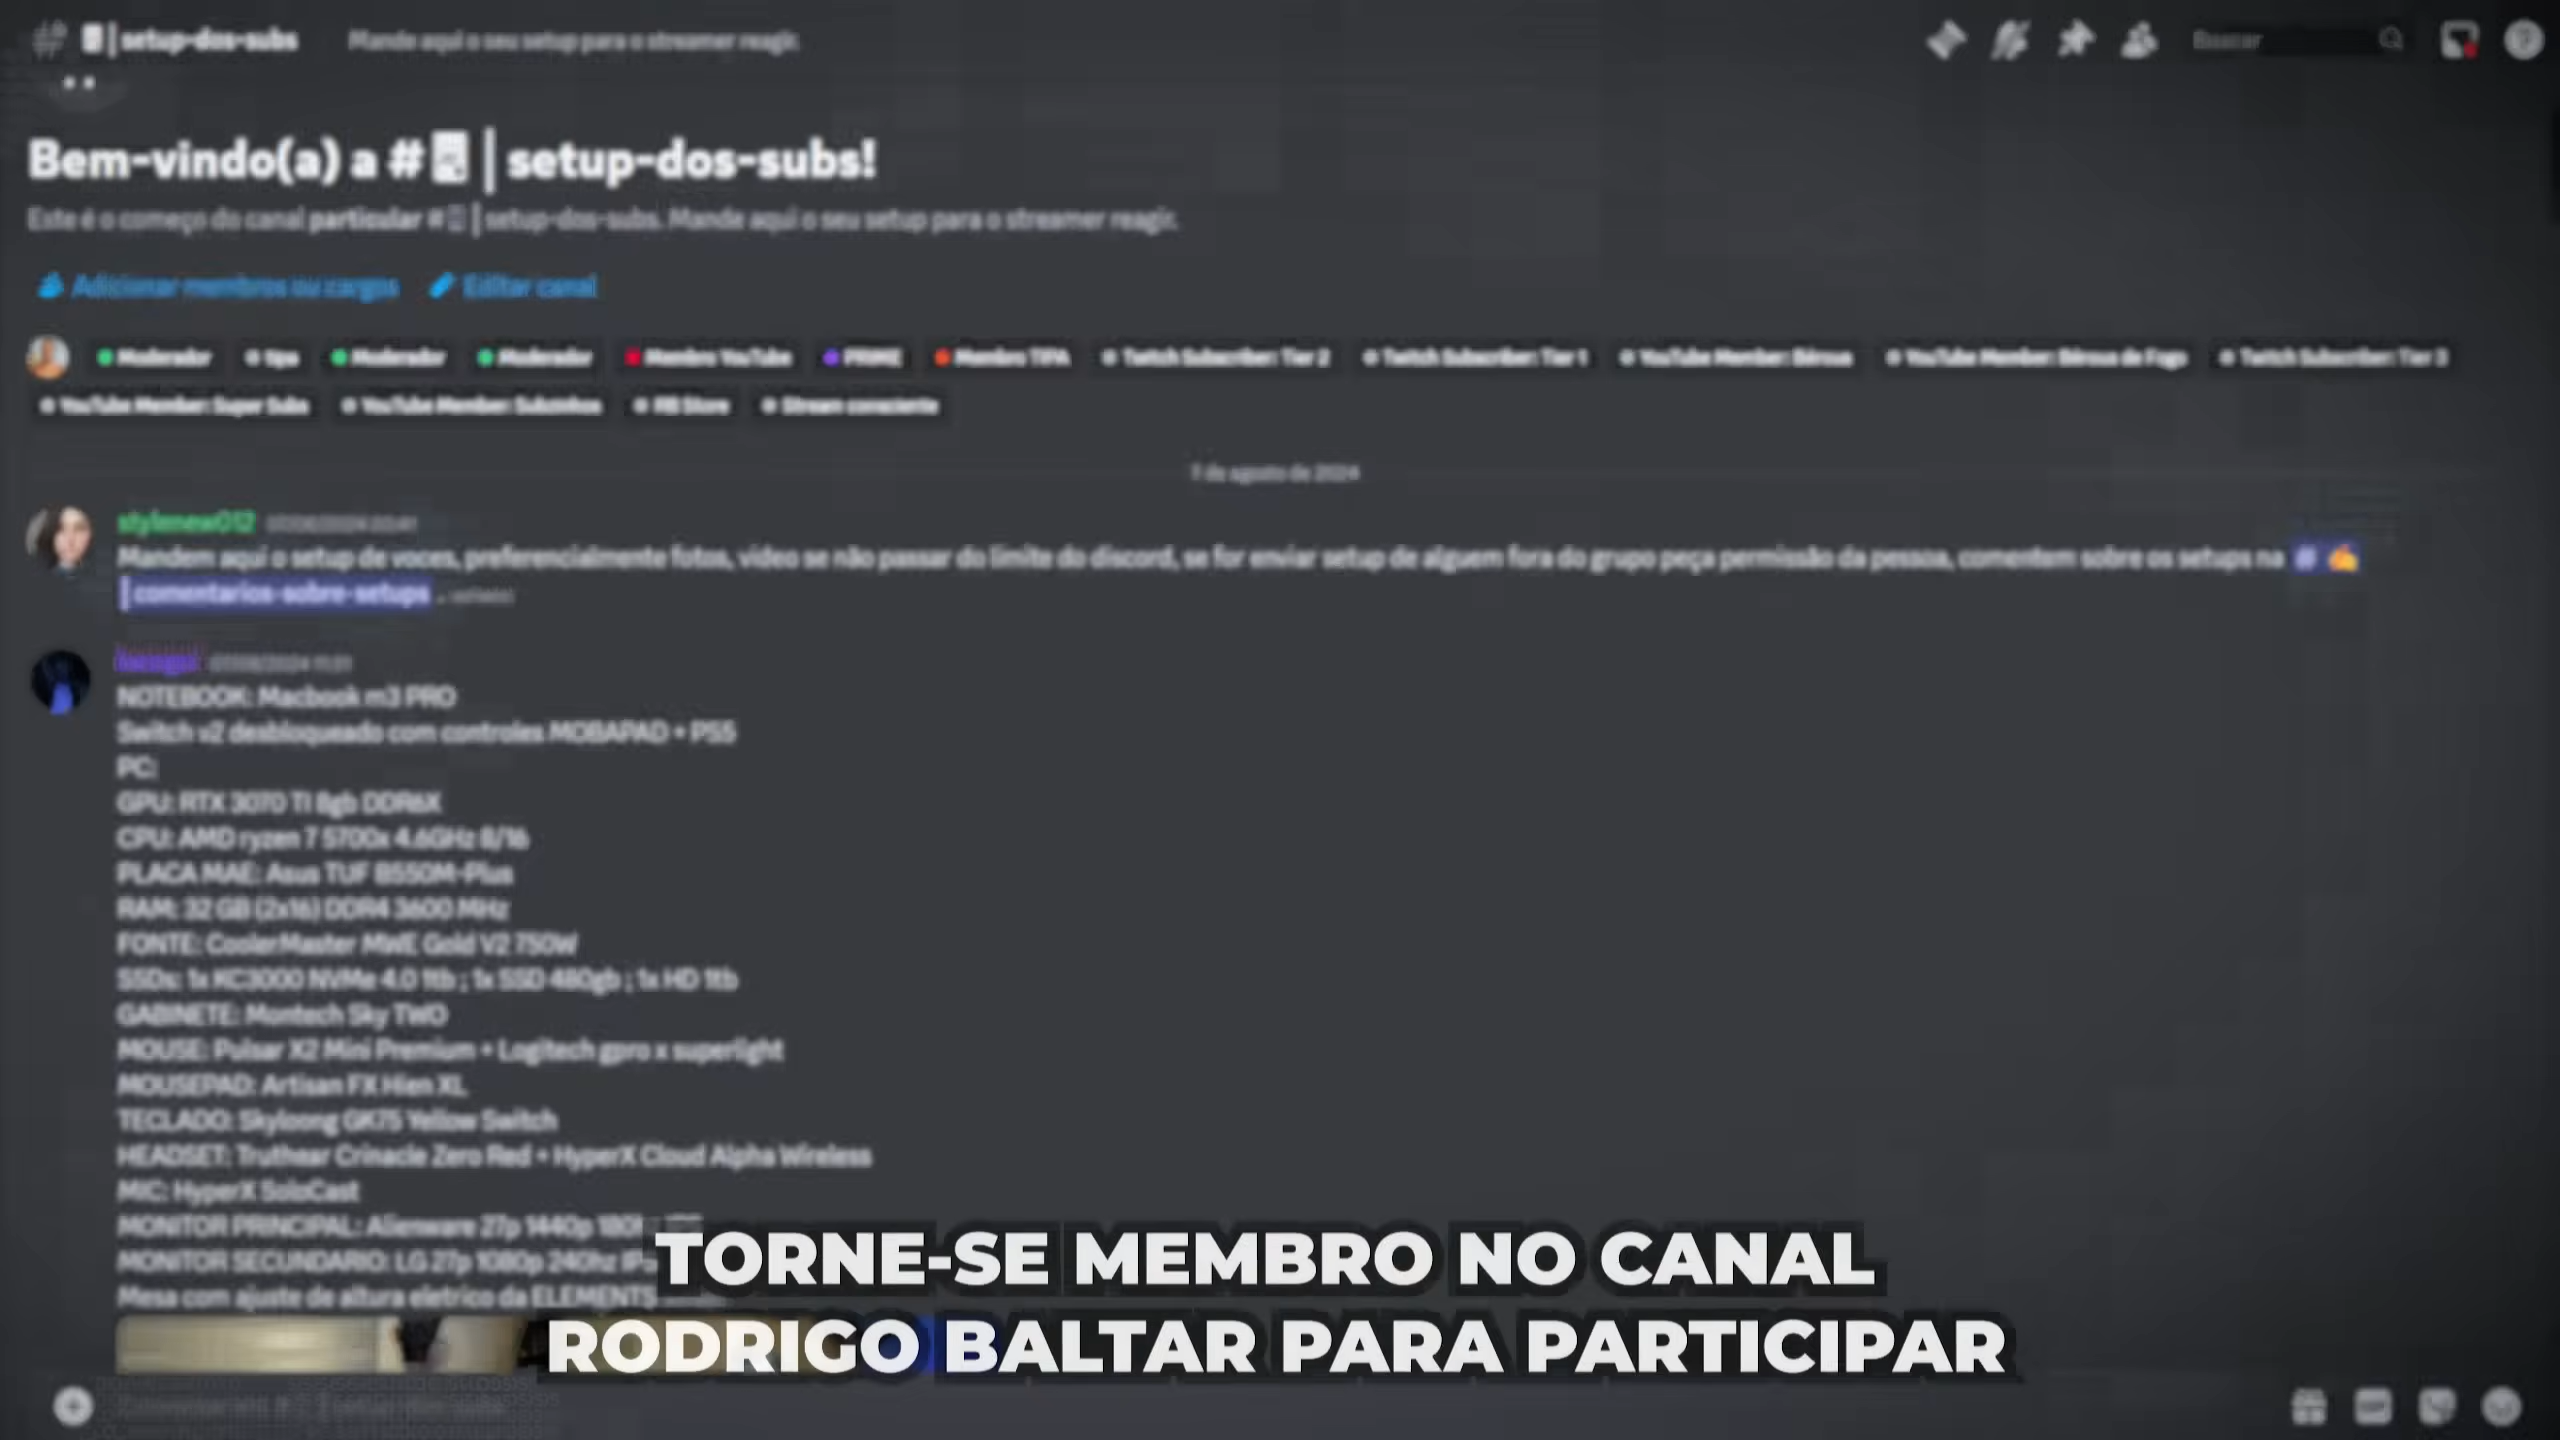 setup-dos-subs Mande aqui o seu setup para o streamer reagir. Buscar
Bem-vindo(a) a # | setup-dos-subs!
Este é o começo do canal particular # | setup-dos-subs. Mande aqui o seu setup para o streamer reagir.
Adicionar membros ou cargos Editar canal
Moderador tipa Moderador Moderador Membro YouTube PRIME Membro TIPA Twitch Subscriber: Tier 2 Twitch Subscriber: Tier 1 YouTube Member: YouTube Member: de Fogo Twitch Subscriber: Tier 3
YouTube Member: Super Subs YouTube Member: Subzinhos RB Store Stream consciente
7 de agosto de 2024
stylenew012
Mandem aqui o setup de voces, preferencialmente fotos, video se não passar do limite do discord, se for enviar setup de alguem fora do grupo peça permissão da pessoa, comentem sobre os setups na #
| comentarios-sobre-setups . (editado)
NOTEBOOK: Macbook m3 PRO
Switch v2 desbloqueado com controles MOBAPAD + PS5
PC:
GPU: RTX 3070 TI 8gb DDR6X
CPU: AMD ryzen 7 5700x 4.6GHz 8/16
PLACA MAE: Asus TUF B550M-Plus
RAM: 32 GB (2x16) DDR4 3600 MHz
FONTE: CoolerMaster MWE Gold V2 750W
SSDs: 1x KC3000 NVMe 4.0 1tb ; 1x SSD 480gb ; 1x HD 1tb
GABINETE: Montech Sky TWO
MOUSE: Pulsar X2 Mini Premium + Logitech gpro x superlight
MOUSEPAD: Artisan FX Hien XL
TECLADO: Skyloong GK75 Yellow Switch
HEADSET: Truthear Crinacle Zero Red + HyperX Cloud Alpha Wireless
MIC: HyperX SoloCast
MONITOR PRINCIPAL: Alienware 27p 1440p
MONITOR SECUNDARIO: LG 27p 1080p 240hz
Mesa com ajuste de altura eletrico da ELEMENTS
TORNE-SE MEMBRO NO CANAL
RODRIGO BALTAR PARA PARTICIPAR